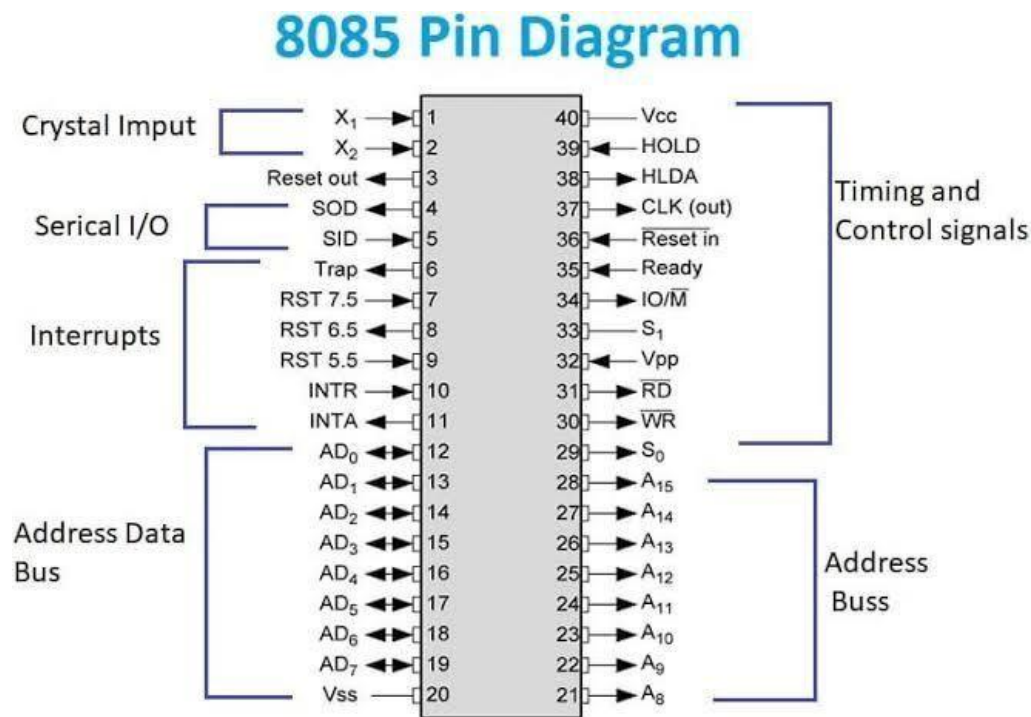 8085 Pin Diagram
Crystal Imput
Serical I/O
Interrupts
Address Data
Bus
X₁ 1
X₂ 2
Reset out 3
SOD 4
SID 5
Trap 6
RST 7.5 7
RST 6.5 8
RST 5.5 9
INTR 10
INTA 11
AD₀ 12
AD₁ 13
AD₂ 14
AD₃ 15
AD₄ 16
AD₅ 17
AD₆ 18
AD₇ 19
Vss 20
40 Vcc
39 HOLD
38 HLDA
37 CLK (out)
36 R̅e̅s̅e̅t̅ i̅n̅
35 Ready
34 IO/M̅
33 S₁
32 Vpp
31 R̅D̅
30 W̅R̅
29 S₀
28 A₁₅
27 A₁₄
26 A₁₃
25 A₁₂
24 A₁₁
23 A₁₀
22 A₉
21 A₈
Timing and
Control signals
Address
Buss